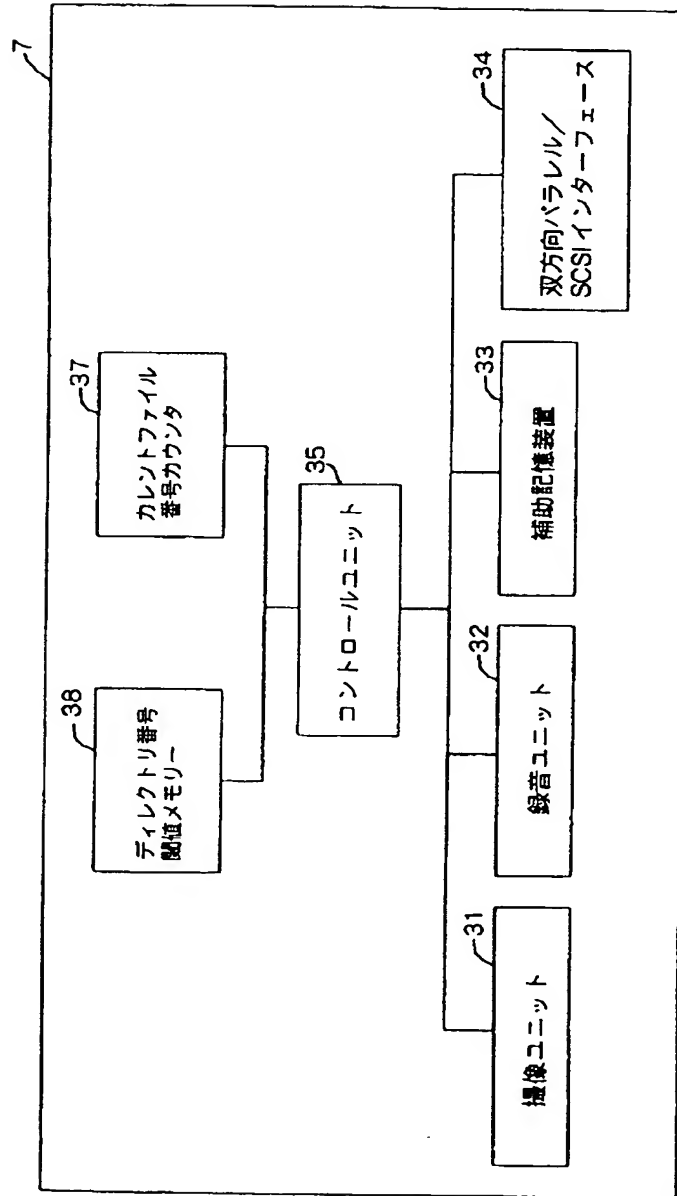 7
38
ディレクトリ番号
閾値メモリー
37
カレントファイル
番号カウンタ
35
コントロールユニット
31
撮像ユニット
32
録音ユニット
33
補助記憶装置
34
双方向パラレル/
SCSIインターフェース